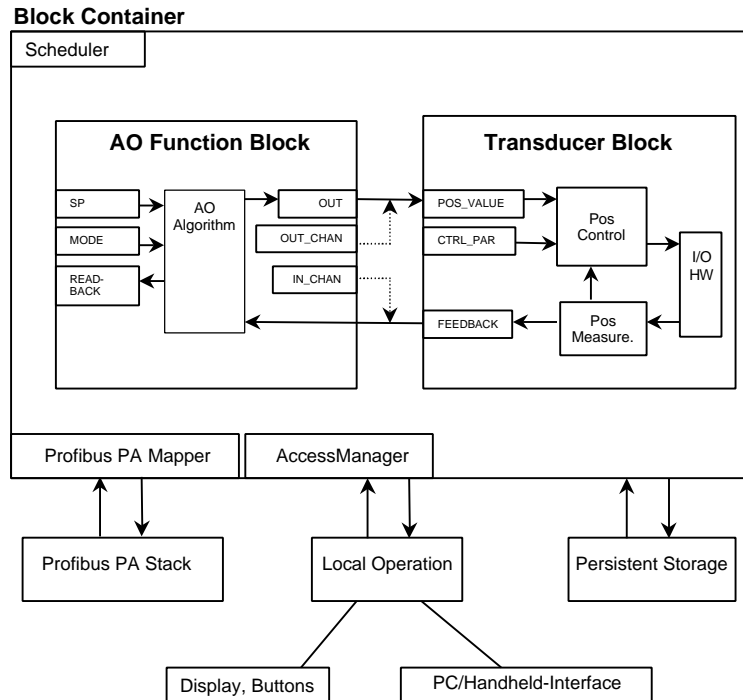 Block Container
Scheduler
AO Function Block
Transducer Block
SP
MODE
READ-
BACK
AO
Algorithm
OUT
OUT_CHAN
IN_CHAN
POS_VALUE
CTRL_PAR
FEEDBACK
Pos
Control
Pos
Measure.
I/O
HW
Profibus PA Mapper
AccessManager
Profibus PA Stack
Local Operation
Persistent Storage
Display, Buttons
PC/Handheld-Interface